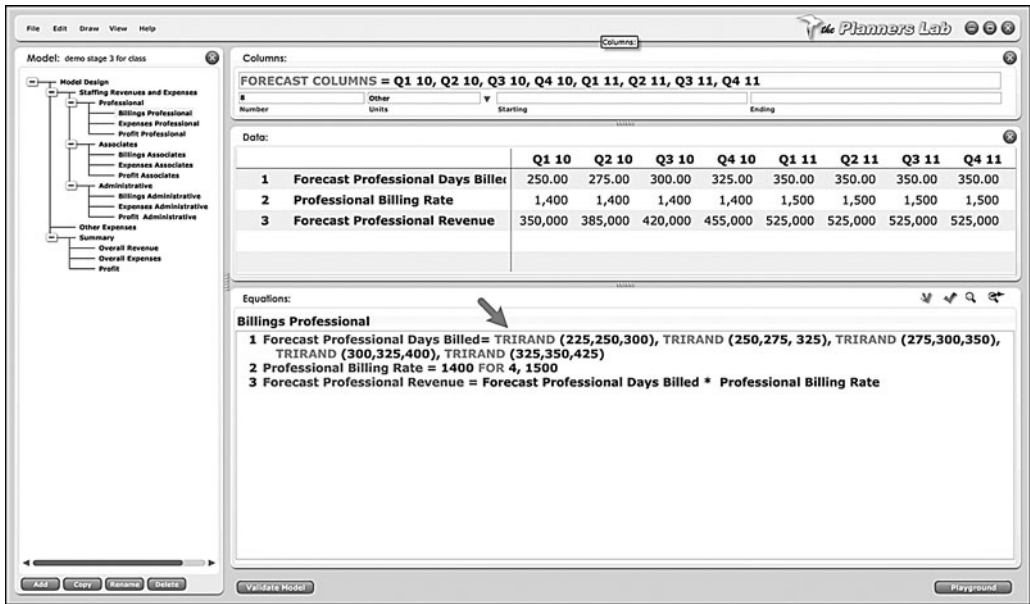 File Edit Draw View Help
the Planners Lab
Columns:
Model: demo stage 3 for class
Model Design
Staffing Revenues and Expenses
Professional
Billings Professional
Expenses Professional
Profit Professional
Associates
Billings Associates
Expenses Associates
Profit Associates
Administrative
Billings Administrative
Expenses Administrative
Profit Administrative
Other Expenses
Summary
Overall Revenue
Overall Expenses
Profit
Add Copy Rename Delete
Columns:
FORECAST COLUMNS = Q1 10, Q2 10, Q3 10, Q4 10, Q1 11, Q2 11, Q3 11, Q4 11
8 Other
Number Units Starting Ending
Data:
Q1 10 Q2 10 Q3 10 Q4 10 Q1 11 Q2 11 Q3 11 Q4 11
1 Forecast Professional Days Billed 250.00 275.00 300.00 325.00 350.00 350.00 350.00 350.00
2 Professional Billing Rate 1,400 1,400 1,400 1,400 1,500 1,500 1,500 1,500
3 Forecast Professional Revenue 350,000 385,000 420,000 455,000 525,000 525,000 525,000 525,000
Equations:
Billings Professional
1 Forecast Professional Days Billed= TRIRAND (225,250,300), TRIRAND (250,275, 325), TRIRAND (275,300,350),
TRIRAND (300,325,400), TRIRAND (325,350,425)
2 Professional Billing Rate = 1400 FOR 4, 1500
3 Forecast Professional Revenue = Forecast Professional Days Billed * Professional Billing Rate
Validate Model Playground